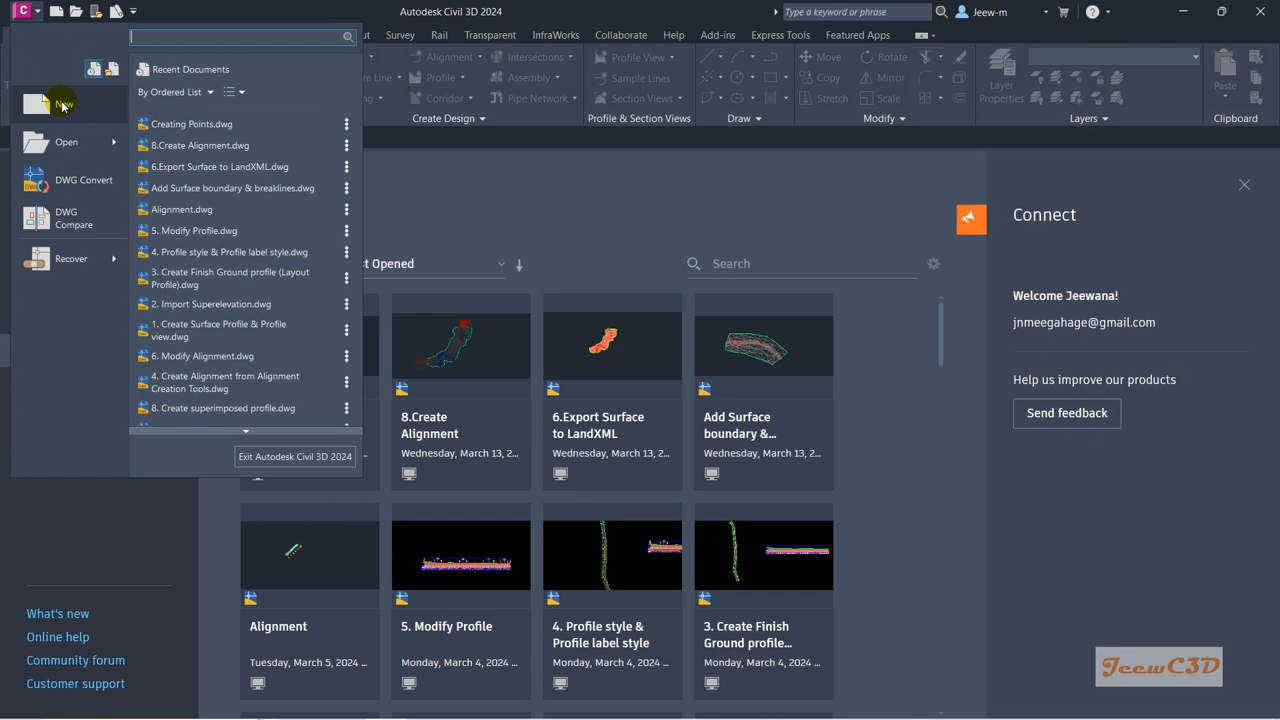 C
Autodesk Civil 3D 2024
Type a keyword or phrase
Jeew-m
Survey
Rail
Transparent
InfraWorks
Collaborate
Help
Add-ins
Express Tools
Featured Apps
Alignment
Profile
Corridor
Profile View
Sample Lines
Section Views
Pipe Network
Move
Rotate
Trim
Copy
Mirror
Fillet
Stretch
Scale
Array
Layer
Properties
Paste
Create Design
Profile & Section Views
Draw
Modify
Layers
Clipboard
New
Open
DWG Convert
DWG
Compare
Recover
Recent Documents
By Ordered List
Creating Points.dwg
8.Create Alignment.dwg
6.Export Surface to LandXML.dwg
Add Surface boundary & breaklines.dwg
Alignment.dwg
5. Modify Profile.dwg
4. Profile style & Profile label style.dwg
3. Create Finish Ground profile (Layout
Profile).dwg
2. Import Superelevation.dwg
1. Create Surface Profile & Profile
view.dwg
6. Modify Alignment.dwg
4. Create Alignment from Alignment
Creation Tools.dwg
8. Create superimposed profile.dwg
Exit Autodesk Civil 3D 2024
st Opened
Search
8.Create
Alignment
Wednesday, March 13, 2...
6.Export Surface
to LandXML
Wednesday, March 13, 2...
Add Surface
boundary &...
Wednesday, March 13, 2...
Alignment
Tuesday, March 5, 2024 ...
5. Modify Profile
Monday, March 4, 2024 ...
4. Profile style &
Profile label style
Monday, March 4, 2024 ...
3. Create Finish
Ground profile...
Monday, March 4, 2024 ...
Connect
Welcome Jeewana!
jnmeegahage@gmail.com
Help us improve our products
Send feedback
What's new
Online help
Community forum
Customer support
JeewC3D